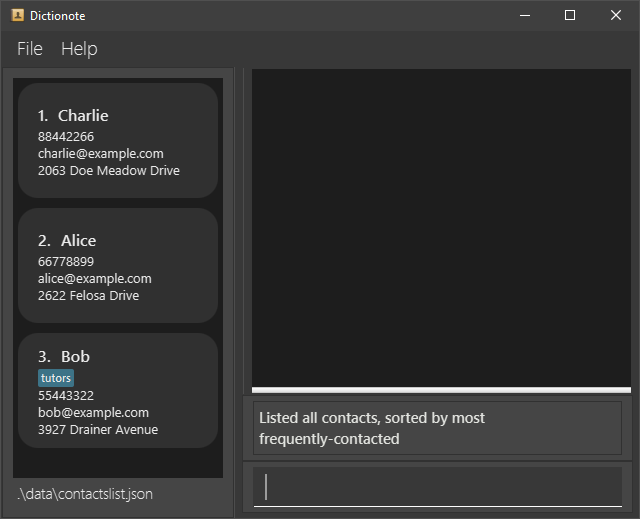 Dictionote
File Help
1. Charlie
88442266
charlie@example.com
2063 Doe Meadow Drive
2. Alice
66778899
alice@example.com
2622 Felosa Drive
3. Bob
tutors
55443322
bob@example.com
3927 Drainer Avenue
.\data\contactslist.json
Listed all contacts, sorted by most
frequently-contacted